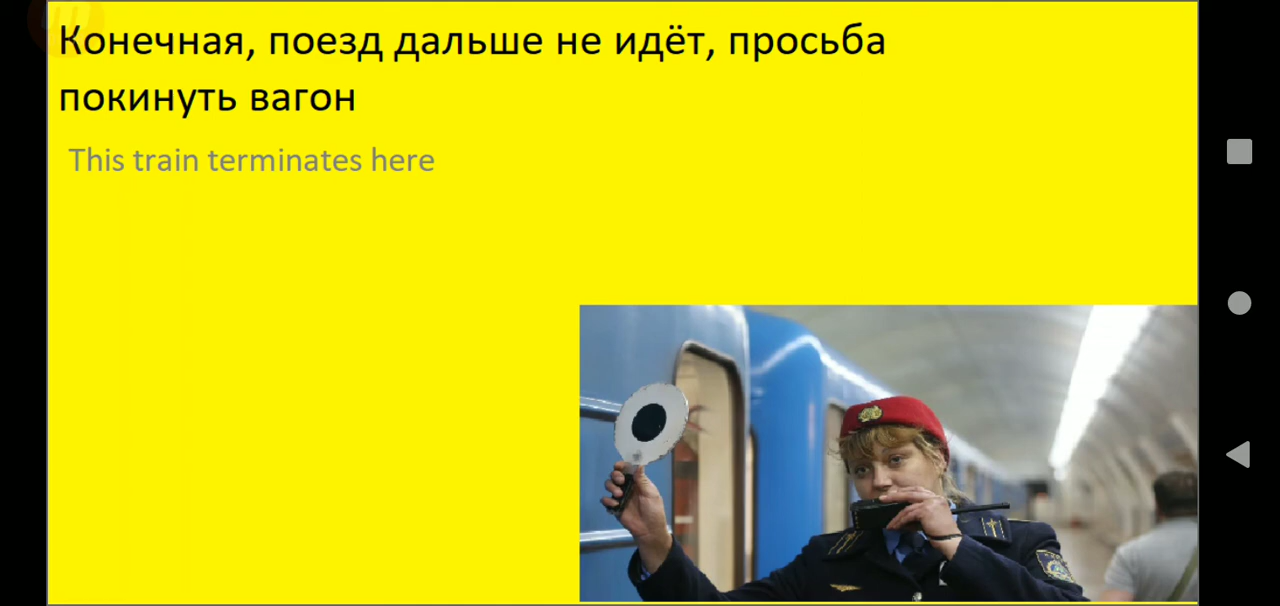 Конечная, поезд дальше не идёт, просьба
покинуть вагон
This train terminates here